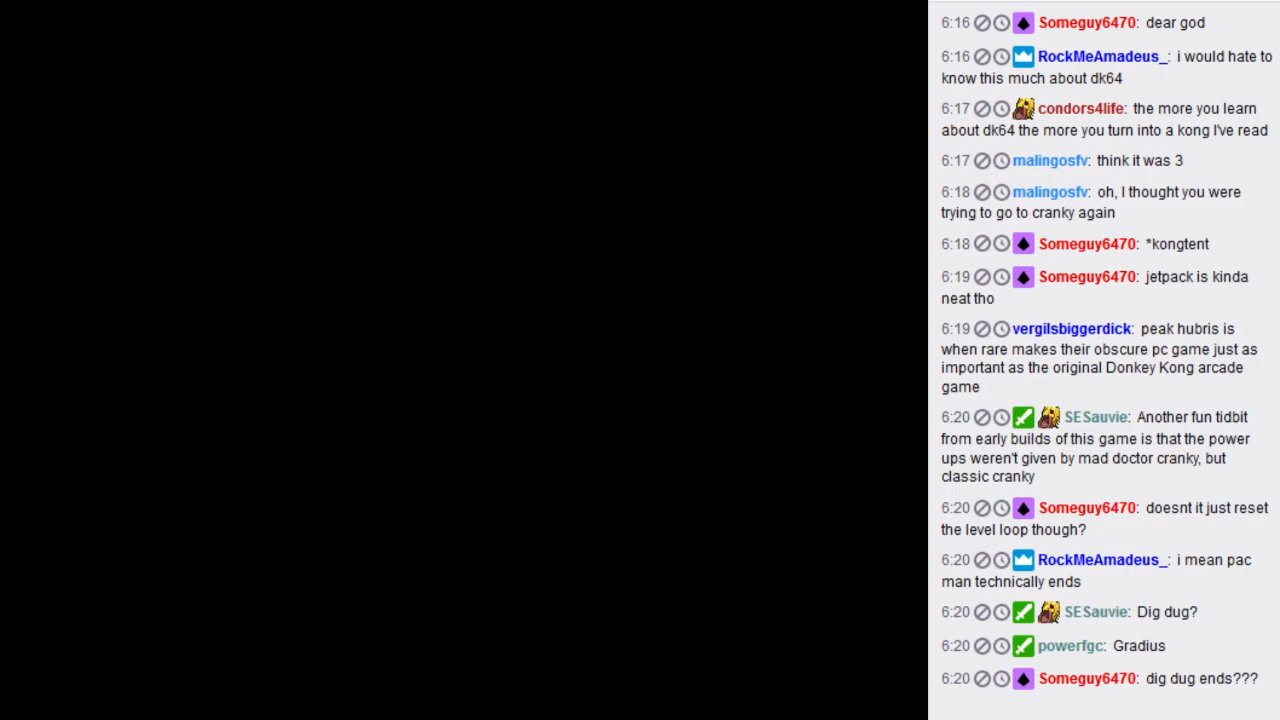 6:16 Someguy6470: dear god
6:16 RockMeAmadeus_: i would hate to
know this much about dk64
6:17 condors4life: the more you learn
about dk64 the more you turn into a kong I've read
6:17 malingosfv: think it was 3
6:18 malingosfv: oh, I thought you were
trying to go to cranky again
6:18 Someguy6470: *kongtent
6:19 Someguy6470: jetpack is kinda
neat tho
6:19 vergilsbiggerdick: peak hubris is
when rare makes their obscure pc game just as
important as the original Donkey Kong arcade
game
6:20 SESauvie: Another fun tidbit
from early builds of this game is that the power
ups weren't given by mad doctor cranky, but
classic cranky
6:20 Someguy6470: doesnt it just reset
the level loop though?
6:20 RockMeAmadeus_: i mean pac
man technically ends
6:20 SESauvie: Dig dug?
6:20 powerfgc: Gradius
6:20 Someguy6470: dig dug ends???